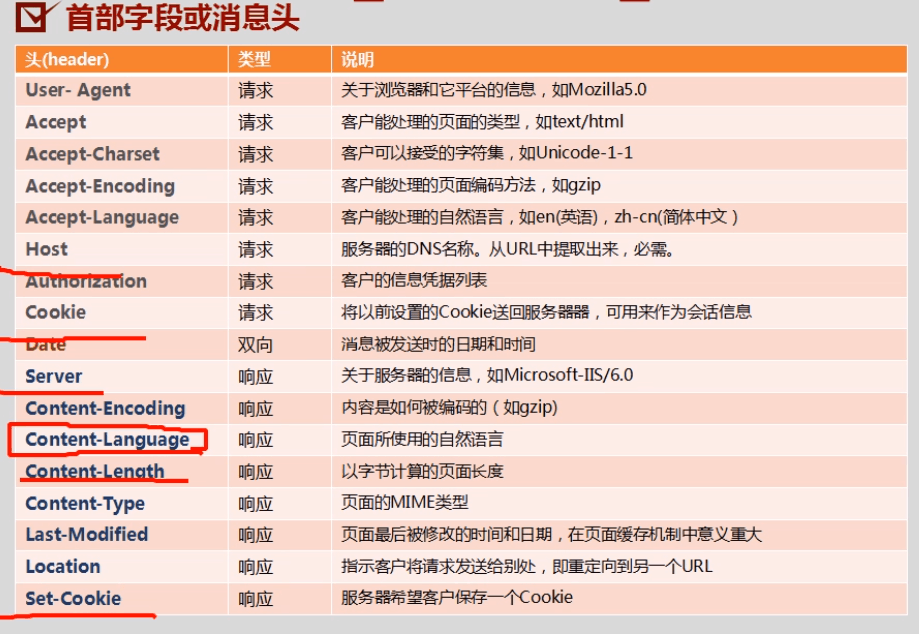 首部字段或消息头
头(header) 类型 说明
User- Agent 请求 关于浏览器和它平台的信息，如Mozilla5.0
Accept 请求 客户能处理的页面的类型，如text/html
Accept-Charset 请求 客户可以接受的字符集，如Unicode-1-1
Accept-Encoding 请求 客户能处理的页面编码方法，如gzip
Accept-Language 请求 客户能处理的自然语言，如en(英语)，zh-cn(简体中文）
Host 请求 服务器的DNS名称。从URL中提取出来，必需。
Authorization 请求 客户的信息凭据列表
Cookie 请求 将以前设置的Cookie送回服务器器，可用来作为会话信息
Date 双向 消息被发送时的日期和时间
Server 响应 关于服务器的信息，如Microsoft-IIS/6.0
Content-Encoding 响应 内容是如何被编码的（如gzip)
Content-Language 响应 页面所使用的自然语言
Content-Length 响应 以字节计算的页面长度
Content-Type 响应 页面的MIME类型
Last-Modified 响应 页面最后被修改的时间和日期，在页面缓存机制中意义重大
Location 响应 指示客户将请求发送给别处，即重定向到另一个URL
Set-Cookie 响应 服务器希望客户保存一个Cookie